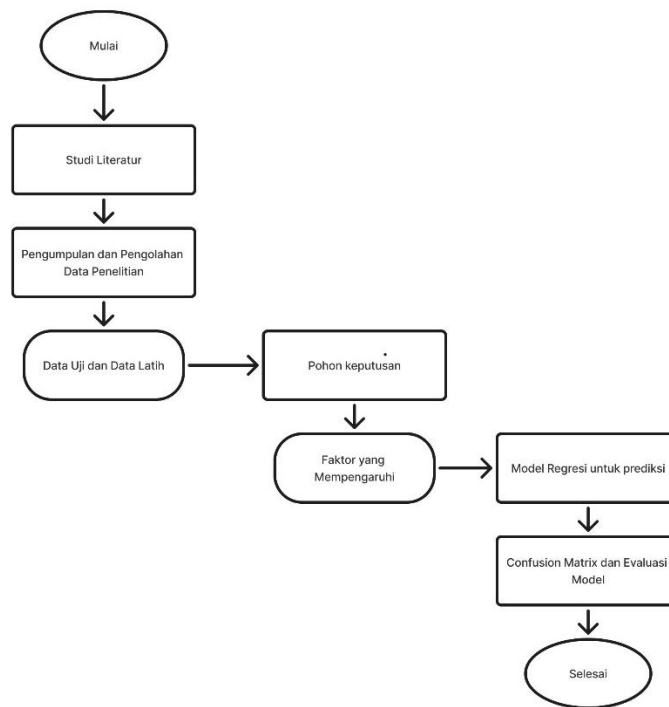 Mulai
Studi Literatur
Pengumpulan dan Pengolahan
Data Penelitian
Data Uji dan Data Latih
Pohon keputusan
Faktor yang
Mempengaruhi
Model Regresi untuk prediksi
Confusion Matrix dan Evaluasi
Model
Selesai